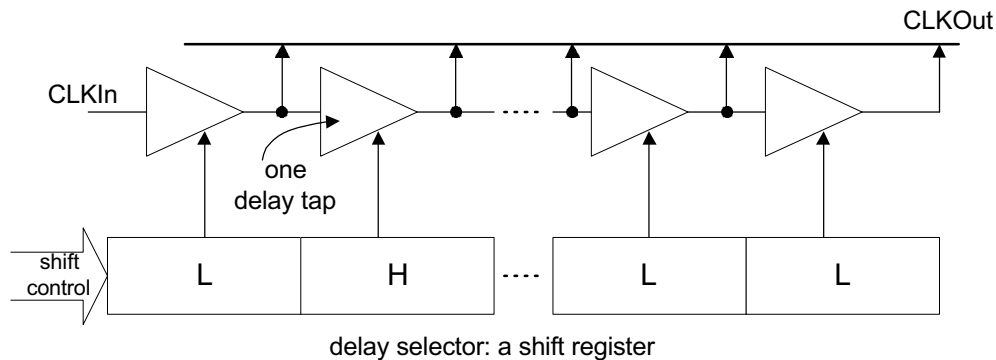 CLKOut
CLKIn
one
delay tap
shift
control
L
H
L
L
delay selector: a shift register